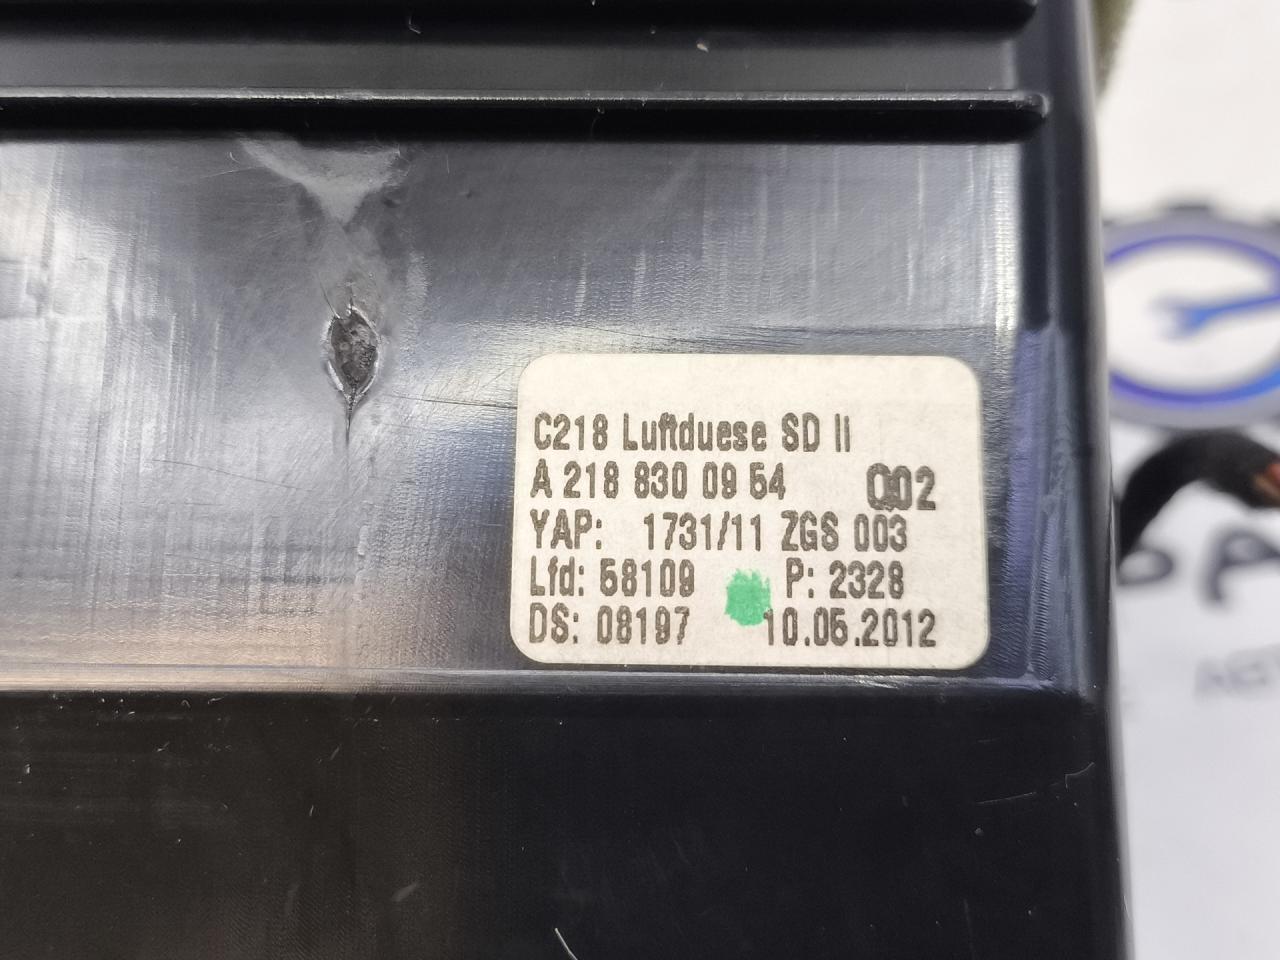 C218 Luftduese SD II
A 218 830 09 54 Q02
YAP: 1731/11 ZGS 003
Lfd: 58109 P: 2328
DS: 08197 10.05.2012